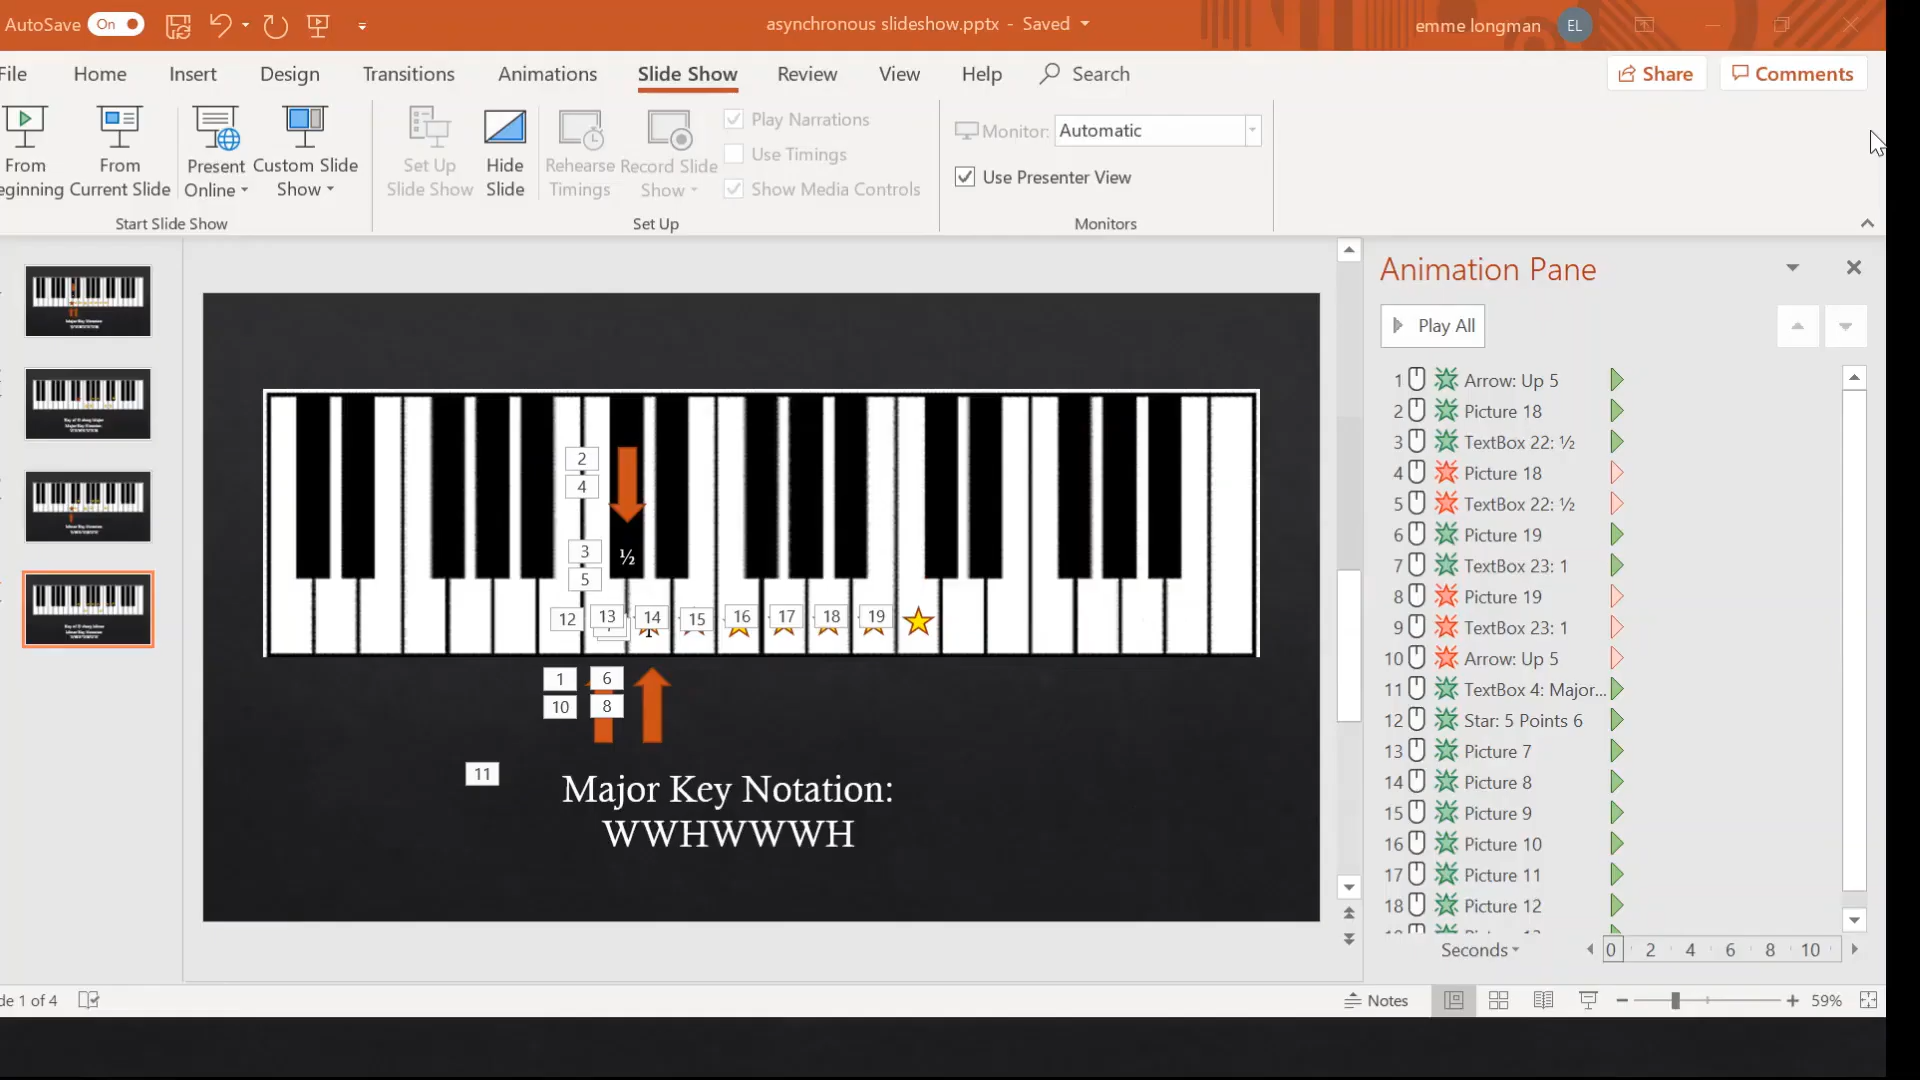 AutoSave On
asynchronous slideshow.pptx - Saved
emme longman EL
File Home Insert Design Transitions Animations Slide Show Review View Help Search
Share Comments
From
eginning
From
Current Slide
Present
Online
Custom Slide
Show
Start Slide Show
Set Up
Slide Show
Hide
Slide
Rehearse
Timings
Record Slide
Show
Play Narrations
Use Timings
Show Media Controls
Set Up
Monitor: Automatic
Use Presenter View
Monitors
2
4
3
5
½
12 13 14 15 16 17 18 19
1 6
10 8
11
Major Key Notation:
WWHWWWH
Animation Pane
Play All
1 Arrow: Up 5
2 Picture 18
3 TextBox 22: ½
4 Picture 18
5 TextBox 22: ½
6 Picture 19
7 TextBox 23: 1
8 Picture 19
9 TextBox 23: 1
10 Arrow: Up 5
11 TextBox 4: Major...
12 Star: 5 Points 6
13 Picture 7
14 Picture 8
15 Picture 9
16 Picture 10
17 Picture 11
18 Picture 12
Seconds 0 2 4 6 8 10
de 1 of 4
Notes
59%